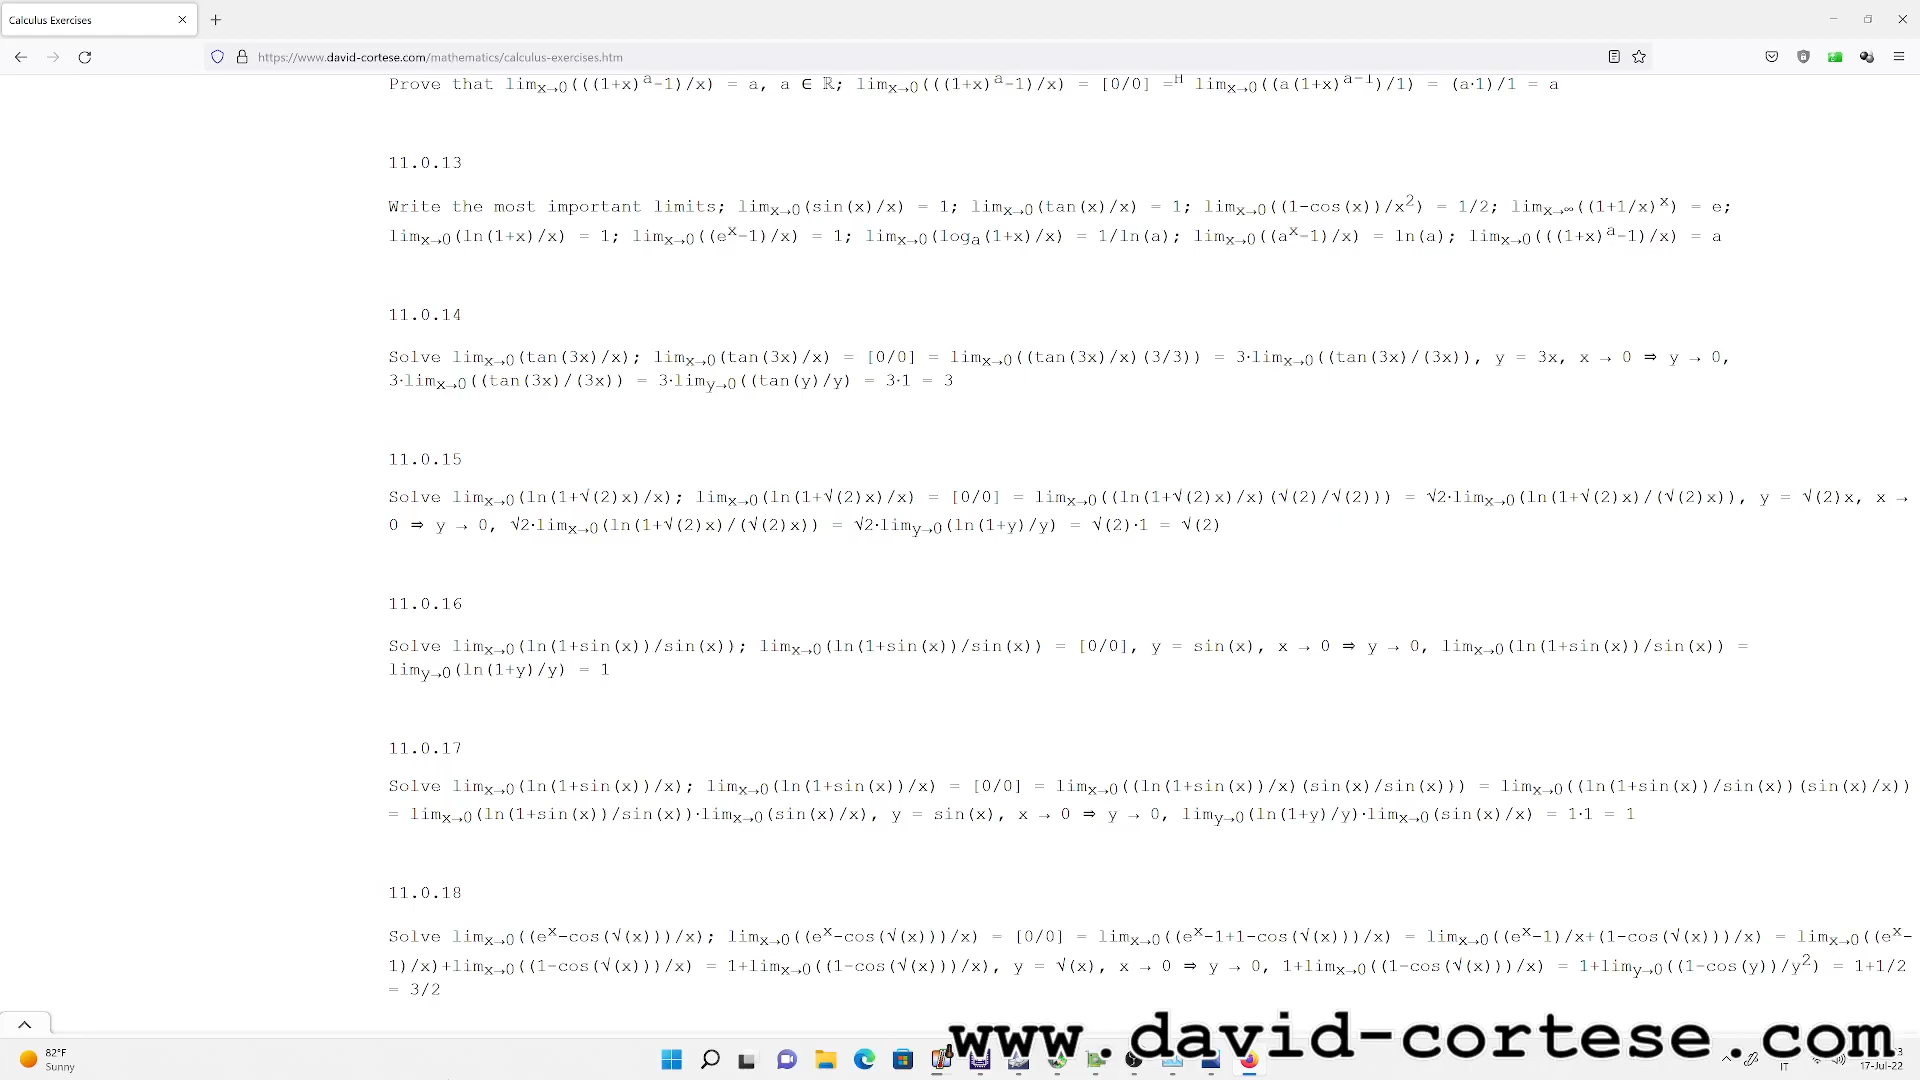 Calculus Exercises
https://www.david-cortese.com/mathematics/calculus-exercises.htm
Prove that limx→0(((1+x)a-1)/x) = a, a ∈ ℝ; limx→0(((1+x)a-1)/x) = [0/0] =H limx→0((a(1+x)a-1)/1) = (a·1)/1 = a
11.0.13
Write the most important limits; limx→0(sin(x)/x) = 1; limx→0(tan(x)/x) = 1; limx→0((1-cos(x))/x2) = 1/2; limx→∞((1+1/x)x) = e;
limx→0(ln(1+x)/x) = 1; limx→0((ex-1)/x) = 1; limx→0(loga(1+x)/x) = 1/ln(a); limx→0((ax-1)/x) = ln(a); limx→0(((1+x)a-1)/x) = a
11.0.14
Solve limx→0(tan(3x)/x); limx→0(tan(3x)/x) = [0/0] = limx→0((tan(3x)/x)(3/3)) = 3·limx→0((tan(3x)/(3x)), y = 3x, x → 0 ⇒ y → 0,
3·limx→0((tan(3x)/(3x)) = 3·limy→0((tan(y)/y) = 3·1 = 3
11.0.15
Solve limx→0(ln(1+√(2)x)/x); limx→0(ln(1+√(2)x)/x) = [0/0] = limx→0((ln(1+√(2)x)/x)(√(2)/√(2))) = √2·limx→0(ln(1+√(2)x)/(√(2)x)), y = √(2)x, x →
0 ⇒ y → 0, √2·limx→0(ln(1+√(2)x)/(√(2)x)) = √2·limy→0(ln(1+y)/y) = √(2)·1 = √(2)
11.0.16
Solve limx→0(ln(1+sin(x))/sin(x)); limx→0(ln(1+sin(x))/sin(x)) = [0/0], y = sin(x), x → 0 ⇒ y → 0, limx→0(ln(1+sin(x))/sin(x)) =
limy→0(ln(1+y)/y) = 1
11.0.17
Solve limx→0(ln(1+sin(x))/x); limx→0(ln(1+sin(x))/x) = [0/0] = limx→0((ln(1+sin(x))/x)(sin(x)/sin(x))) = limx→0((ln(1+sin(x))/sin(x))(sin(x)/x))
= limx→0(ln(1+sin(x))/sin(x))·limx→0(sin(x)/x), y = sin(x), x → 0 ⇒ y → 0, limy→0(ln(1+y)/y)·limx→0(sin(x)/x) = 1·1 = 1
11.0.18
Solve limx→0((ex-cos(√(x)))/x); limx→0((ex-cos(√(x)))/x) = [0/0] = limx→0((ex-1+1-cos(√(x)))/x) = limx→0((ex-1)/x+(1-cos(√(x)))/x) = limx→0((ex-
1)/x)+limx→0((1-cos(√(x)))/x) = 1+limx→0((1-cos(√(x)))/x), y = √(x), x → 0 ⇒ y → 0, 1+limx→0((1-cos(√(x)))/x) = 1+limy→0((1-cos(y))/y2) = 1+1/2
= 3/2
www.david-cortese.com
82°F
Sunny
IT
17-Jul-22